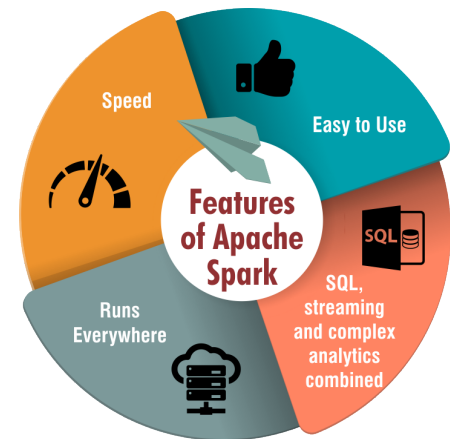 Features
of Apache
Spark
Speed
Easy to Use
SQL
SQL,
streaming
and complex
analytics
combined
Runs
Everywhere